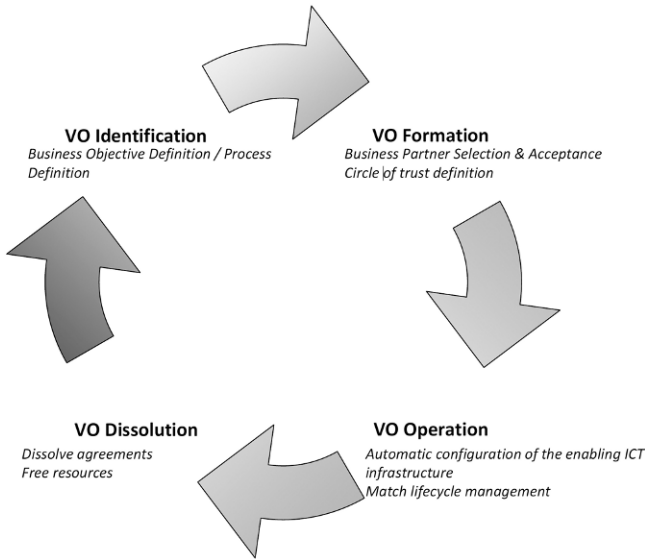 VO Identification
Business Objective Definition / Process
Definition
VO Formation
Business Partner Selection & Acceptance
Circle of trust definition
VO Dissolution
Dissolve agreements
Free resources
VO Operation
Automatic configuration of the enabling ICT
infrastructure
Match lifecycle management